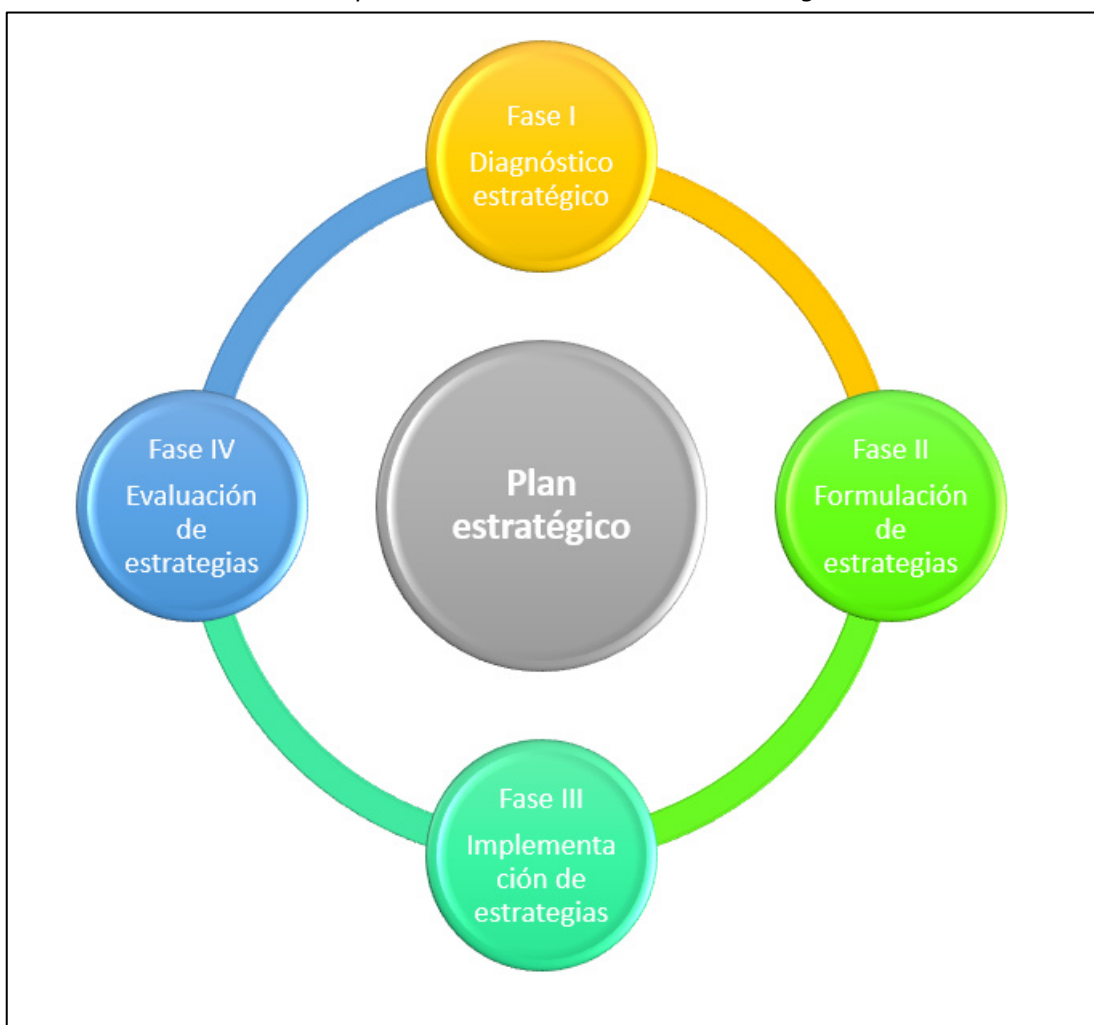 Fase I
Diagnóstico
estratégico
Fase II
Formulación
de
estrategias
Fase III
Implementa
ción de
estrategias
Fase IV
Evaluación
de
estrategias
Plan
estratégico